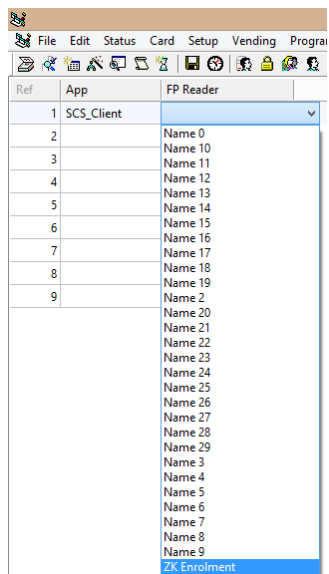 File Edit Status Card Setup Vending Progra
Ref App FP Reader
1 SCS_Client
2
3
4
5
6
7
8
9
Name 0
Name 10
Name 11
Name 12
Name 13
Name 14
Name 15
Name 16
Name 17
Name 18
Name 19
Name 2
Name 20
Name 21
Name 22
Name 23
Name 24
Name 25
Name 26
Name 27
Name 28
Name 29
Name 3
Name 4
Name 5
Name 6
Name 7
Name 8
Name 9
ZK Enrolment